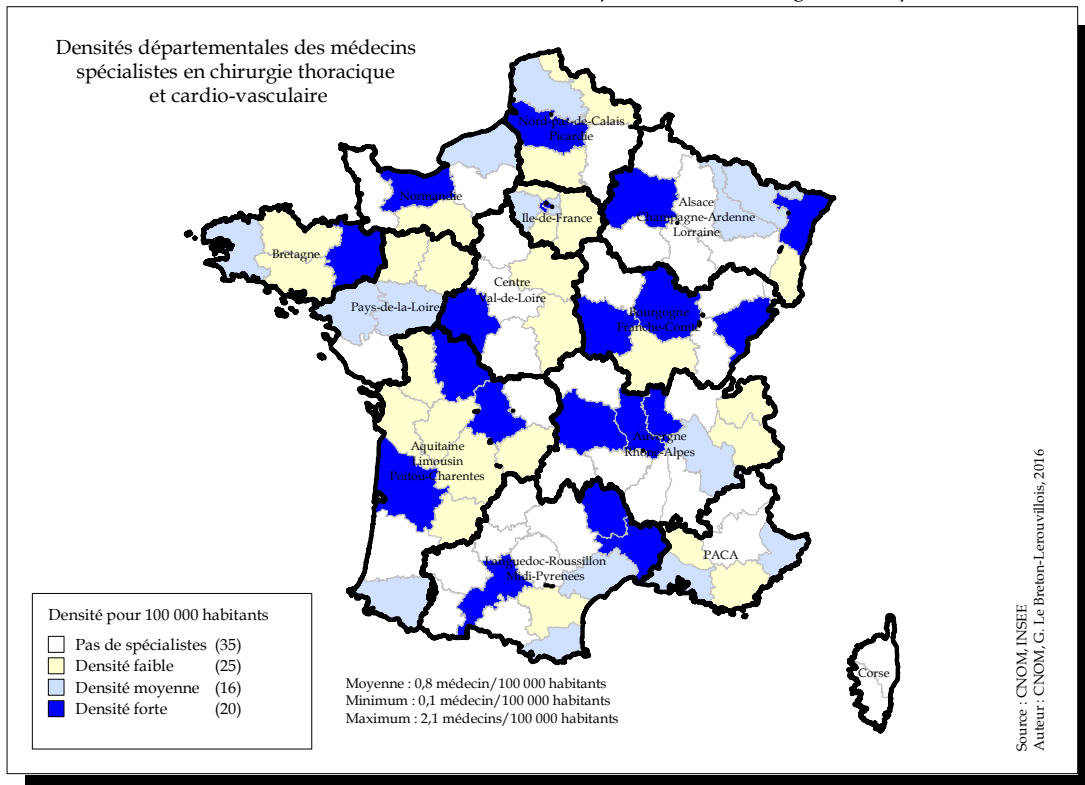 Densités départementales des médecins
spécialistes en chirurgie thoracique
et cardio-vasculaire
Nord-pas-de-Calais
Picardie
Normandie
Ile-de-France
Alsace
Champagne-Ardenne
Lorraine
Bretagne
Centre
Val-de-Loire
Pays-de-la-Loire
Bourgogne
Franche-Comté
Auvergne
Rhône-Alpes
Aquitaine
Limousin
Poitou-Charentes
Languedoc-Roussillon
Midi-Pyrenees
PACA
Corse
Densité pour 100 000 habitants
Pas de spécialistes (35)
Densité faible (25)
Densité moyenne (16)
Densité forte (20)
Moyenne : 0,8 médecin/100 000 habitants
Minimum : 0,1 médecin/100 000 habitants
Maximum : 2,1 médecins/100 000 habitants
Source : CNOM, INSEE
Auteur : CNOM, G. Le Breton-Lerouvillois, 2016